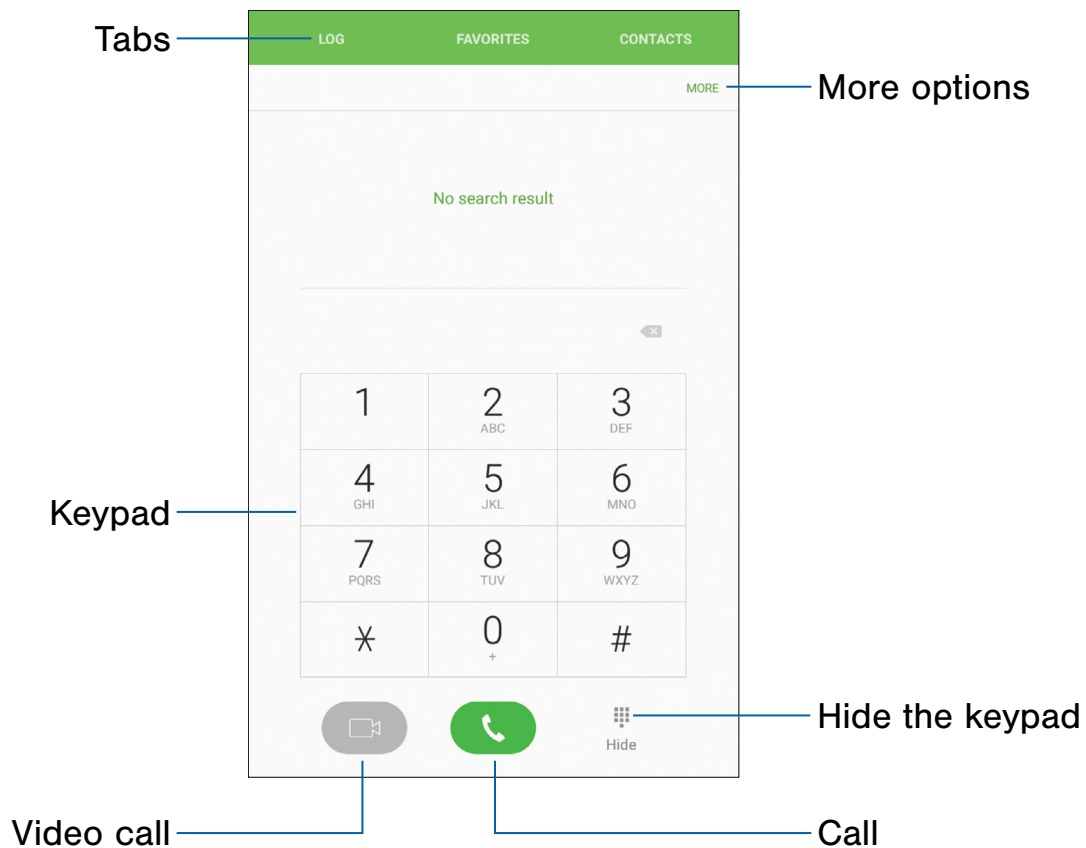 Tabs
LOG FAVORITES CONTACTS
MORE
More options
No search result
1 2 3
ABC DEF
4 5 6
GHI JKL MNO
Keypad
7 8 9
PQRS TUV WXYZ
* 0 #
+
Hide the keypad
Hide
Video call
Call